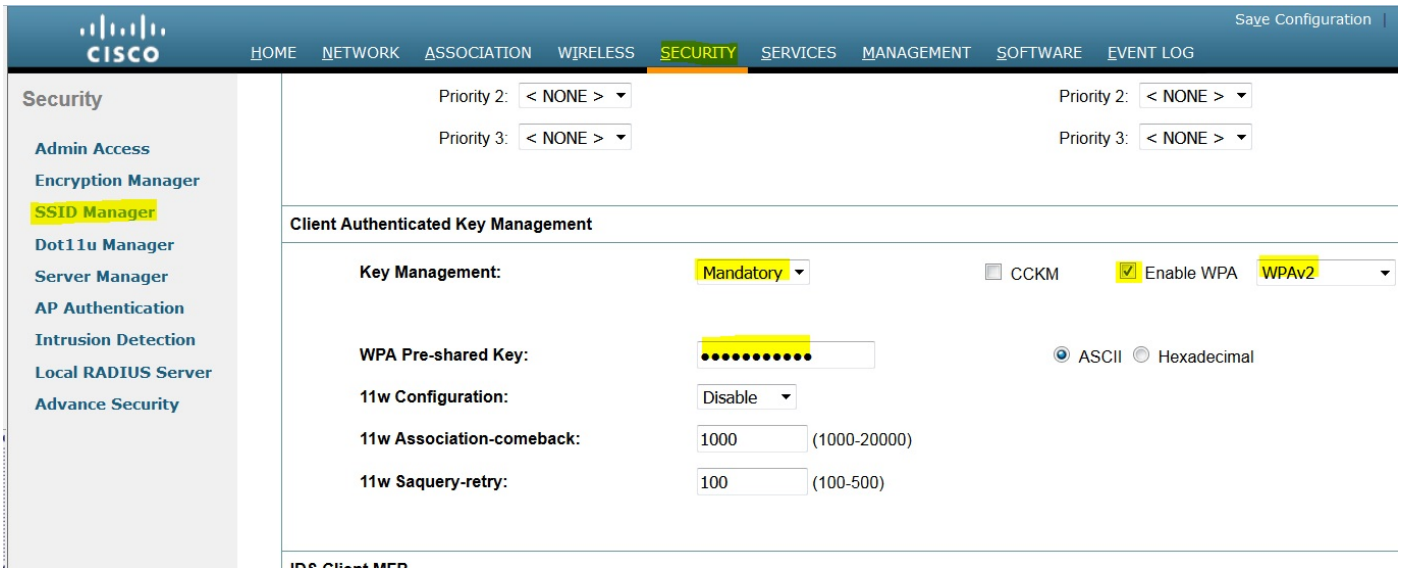 Save Configuration |
CISCO HOME NETWORK ASSOCIATION WIRELESS SECURITY SERVICES MANAGEMENT SOFTWARE EVENT LOG
Security
Admin Access
Encryption Manager
SSID Manager
Dot11u Manager
Server Manager
AP Authentication
Intrusion Detection
Local RADIUS Server
Advance Security
Priority 2: < NONE > Priority 2: < NONE >
Priority 3: < NONE > Priority 3: < NONE >
Client Authenticated Key Management
Key Management: Mandatory CCKM Enable WPA WPAv2
WPA Pre-shared Key: ●●●●●●●●●●● ASCII Hexadecimal
11w Configuration: Disable
11w Association-comeback: 1000 (1000-20000)
11w Saquery-retry: 100 (100-500)
IDS Client MFP